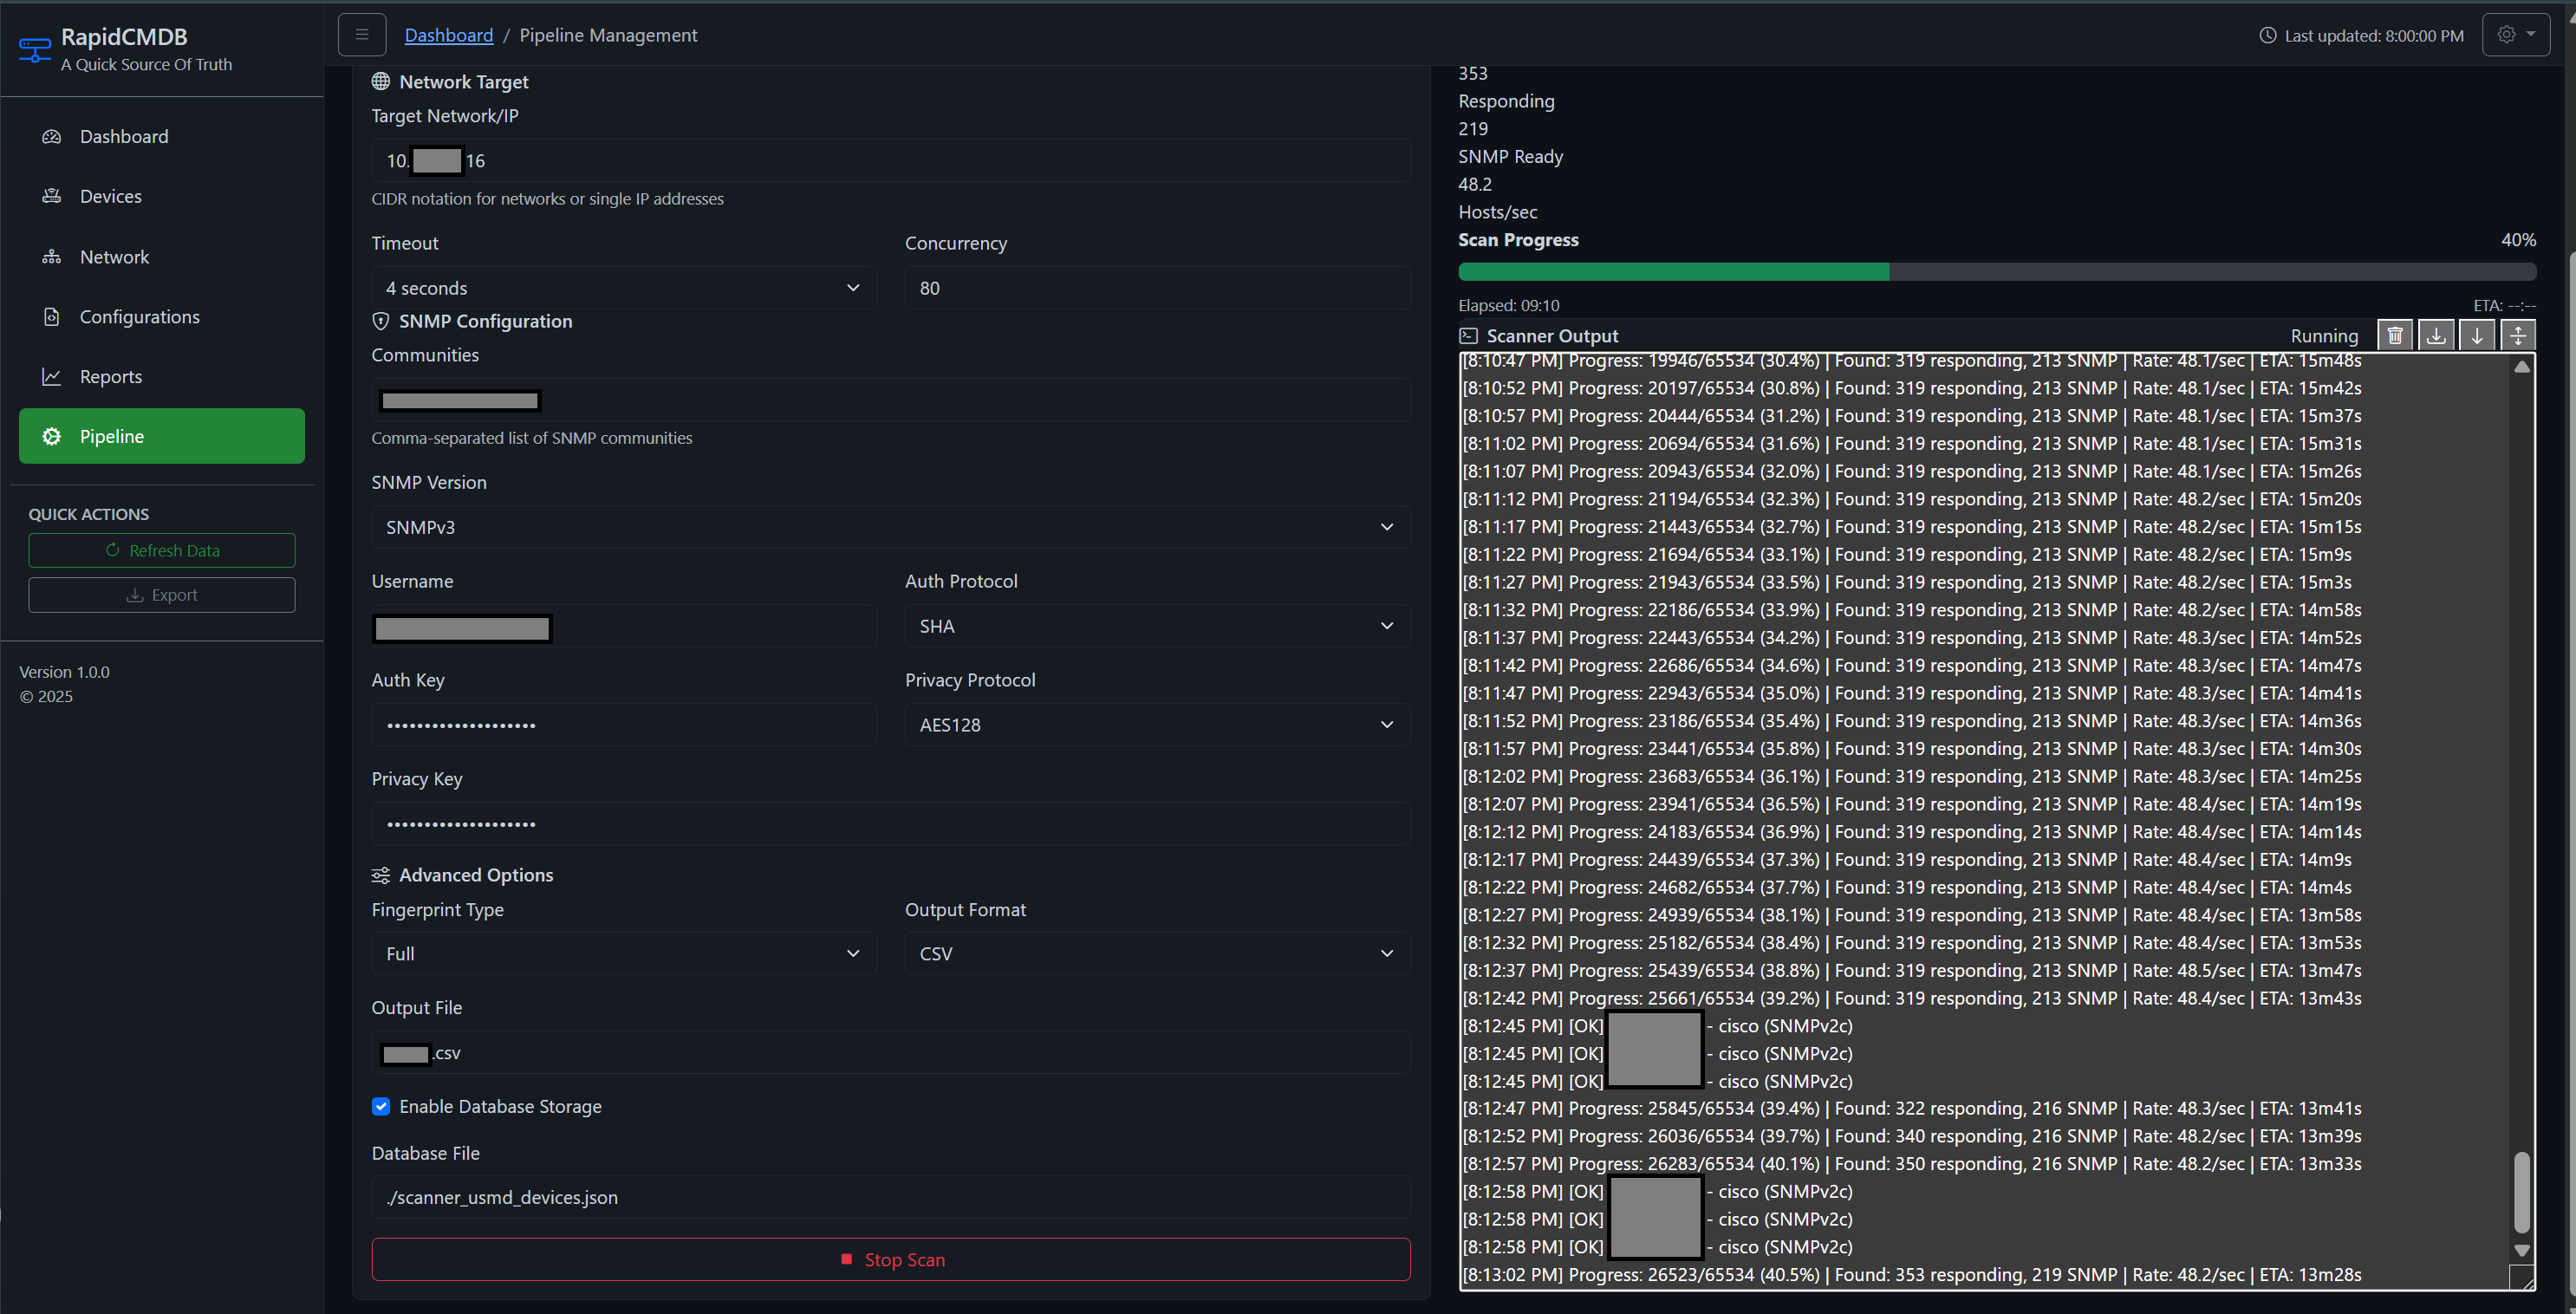 RapidCMDB
A Quick Source Of Truth
Dashboard
Devices
Network
Configurations
Reports
Pipeline
QUICK ACTIONS
Refresh Data
Export
Version 1.0.0
© 2025
Dashboard / Pipeline Management
Last updated: 8:00:00 PM
Network Target
Target Network/IP
10. 16
CIDR notation for networks or single IP addresses
Timeout
Concurrency
4 seconds
80
SNMP Configuration
Communities
Comma-separated list of SNMP communities
SNMP Version
SNMPv3
Username
Auth Protocol
SHA
Auth Key
Privacy Protocol
••••••••••••••••••••
AES128
Privacy Key
••••••••••••••••••••
Advanced Options
Fingerprint Type
Output Format
Full
CSV
Output File
.csv
Enable Database Storage
Database File
./scanner_usmd_devices.json
Stop Scan
353
Responding
219
SNMP Ready
48.2
Hosts/sec
Scan Progress
40%
Elapsed: 09:10
ETA: --:--
Scanner Output
Running
[8:10:47 PM] Progress: 19946/65534 (30.4%) | Found: 319 responding, 213 SNMP | Rate: 48.1/sec | ETA: 15m48s
[8:10:52 PM] Progress: 20197/65534 (30.8%) | Found: 319 responding, 213 SNMP | Rate: 48.1/sec | ETA: 15m42s
[8:10:57 PM] Progress: 20444/65534 (31.2%) | Found: 319 responding, 213 SNMP | Rate: 48.1/sec | ETA: 15m37s
[8:11:02 PM] Progress: 20694/65534 (31.6%) | Found: 319 responding, 213 SNMP | Rate: 48.1/sec | ETA: 15m31s
[8:11:07 PM] Progress: 20943/65534 (32.0%) | Found: 319 responding, 213 SNMP | Rate: 48.1/sec | ETA: 15m26s
[8:11:12 PM] Progress: 21194/65534 (32.3%) | Found: 319 responding, 213 SNMP | Rate: 48.2/sec | ETA: 15m20s
[8:11:17 PM] Progress: 21443/65534 (32.7%) | Found: 319 responding, 213 SNMP | Rate: 48.2/sec | ETA: 15m15s
[8:11:22 PM] Progress: 21694/65534 (33.1%) | Found: 319 responding, 213 SNMP | Rate: 48.2/sec | ETA: 15m9s
[8:11:27 PM] Progress: 21943/65534 (33.5%) | Found: 319 responding, 213 SNMP | Rate: 48.2/sec | ETA: 15m3s
[8:11:32 PM] Progress: 22186/65534 (33.9%) | Found: 319 responding, 213 SNMP | Rate: 48.2/sec | ETA: 14m58s
[8:11:37 PM] Progress: 22443/65534 (34.2%) | Found: 319 responding, 213 SNMP | Rate: 48.3/sec | ETA: 14m52s
[8:11:42 PM] Progress: 22686/65534 (34.6%) | Found: 319 responding, 213 SNMP | Rate: 48.3/sec | ETA: 14m47s
[8:11:47 PM] Progress: 22943/65534 (35.0%) | Found: 319 responding, 213 SNMP | Rate: 48.3/sec | ETA: 14m41s
[8:11:52 PM] Progress: 23186/65534 (35.4%) | Found: 319 responding, 213 SNMP | Rate: 48.3/sec | ETA: 14m36s
[8:11:57 PM] Progress: 23441/65534 (35.8%) | Found: 319 responding, 213 SNMP | Rate: 48.3/sec | ETA: 14m30s
[8:12:02 PM] Progress: 23683/65534 (36.1%) | Found: 319 responding, 213 SNMP | Rate: 48.3/sec | ETA: 14m25s
[8:12:07 PM] Progress: 23941/65534 (36.5%) | Found: 319 responding, 213 SNMP | Rate: 48.4/sec | ETA: 14m19s
[8:12:12 PM] Progress: 24183/65534 (36.9%) | Found: 319 responding, 213 SNMP | Rate: 48.4/sec | ETA: 14m14s
[8:12:17 PM] Progress: 24439/65534 (37.3%) | Found: 319 responding, 213 SNMP | Rate: 48.4/sec | ETA: 14m9s
[8:12:22 PM] Progress: 24682/65534 (37.7%) | Found: 319 responding, 213 SNMP | Rate: 48.4/sec | ETA: 14m4s
[8:12:27 PM] Progress: 24939/65534 (38.1%) | Found: 319 responding, 213 SNMP | Rate: 48.4/sec | ETA: 13m58s
[8:12:32 PM] Progress: 25182/65534 (38.4%) | Found: 319 responding, 213 SNMP | Rate: 48.4/sec | ETA: 13m53s
[8:12:37 PM] Progress: 25439/65534 (38.8%) | Found: 319 responding, 213 SNMP | Rate: 48.5/sec | ETA: 13m47s
[8:12:42 PM] Progress: 25661/65534 (39.2%) | Found: 319 responding, 213 SNMP | Rate: 48.4/sec | ETA: 13m43s
[8:12:45 PM] [OK] - cisco (SNMPv2c)
[8:12:45 PM] [OK] - cisco (SNMPv2c)
[8:12:45 PM] [OK] - cisco (SNMPv2c)
[8:12:47 PM] Progress: 25845/65534 (39.4%) | Found: 322 responding, 216 SNMP | Rate: 48.3/sec | ETA: 13m41s
[8:12:52 PM] Progress: 26036/65534 (39.7%) | Found: 340 responding, 216 SNMP | Rate: 48.2/sec | ETA: 13m39s
[8:12:57 PM] Progress: 26283/65534 (40.1%) | Found: 350 responding, 216 SNMP | Rate: 48.2/sec | ETA: 13m33s
[8:12:58 PM] [OK] - cisco (SNMPv2c)
[8:12:58 PM] [OK] - cisco (SNMPv2c)
[8:12:58 PM] [OK] - cisco (SNMPv2c)
[8:13:02 PM] Progress: 26523/65534 (40.5%) | Found: 353 responding, 219 SNMP | Rate: 48.2/sec | ETA: 13m28s